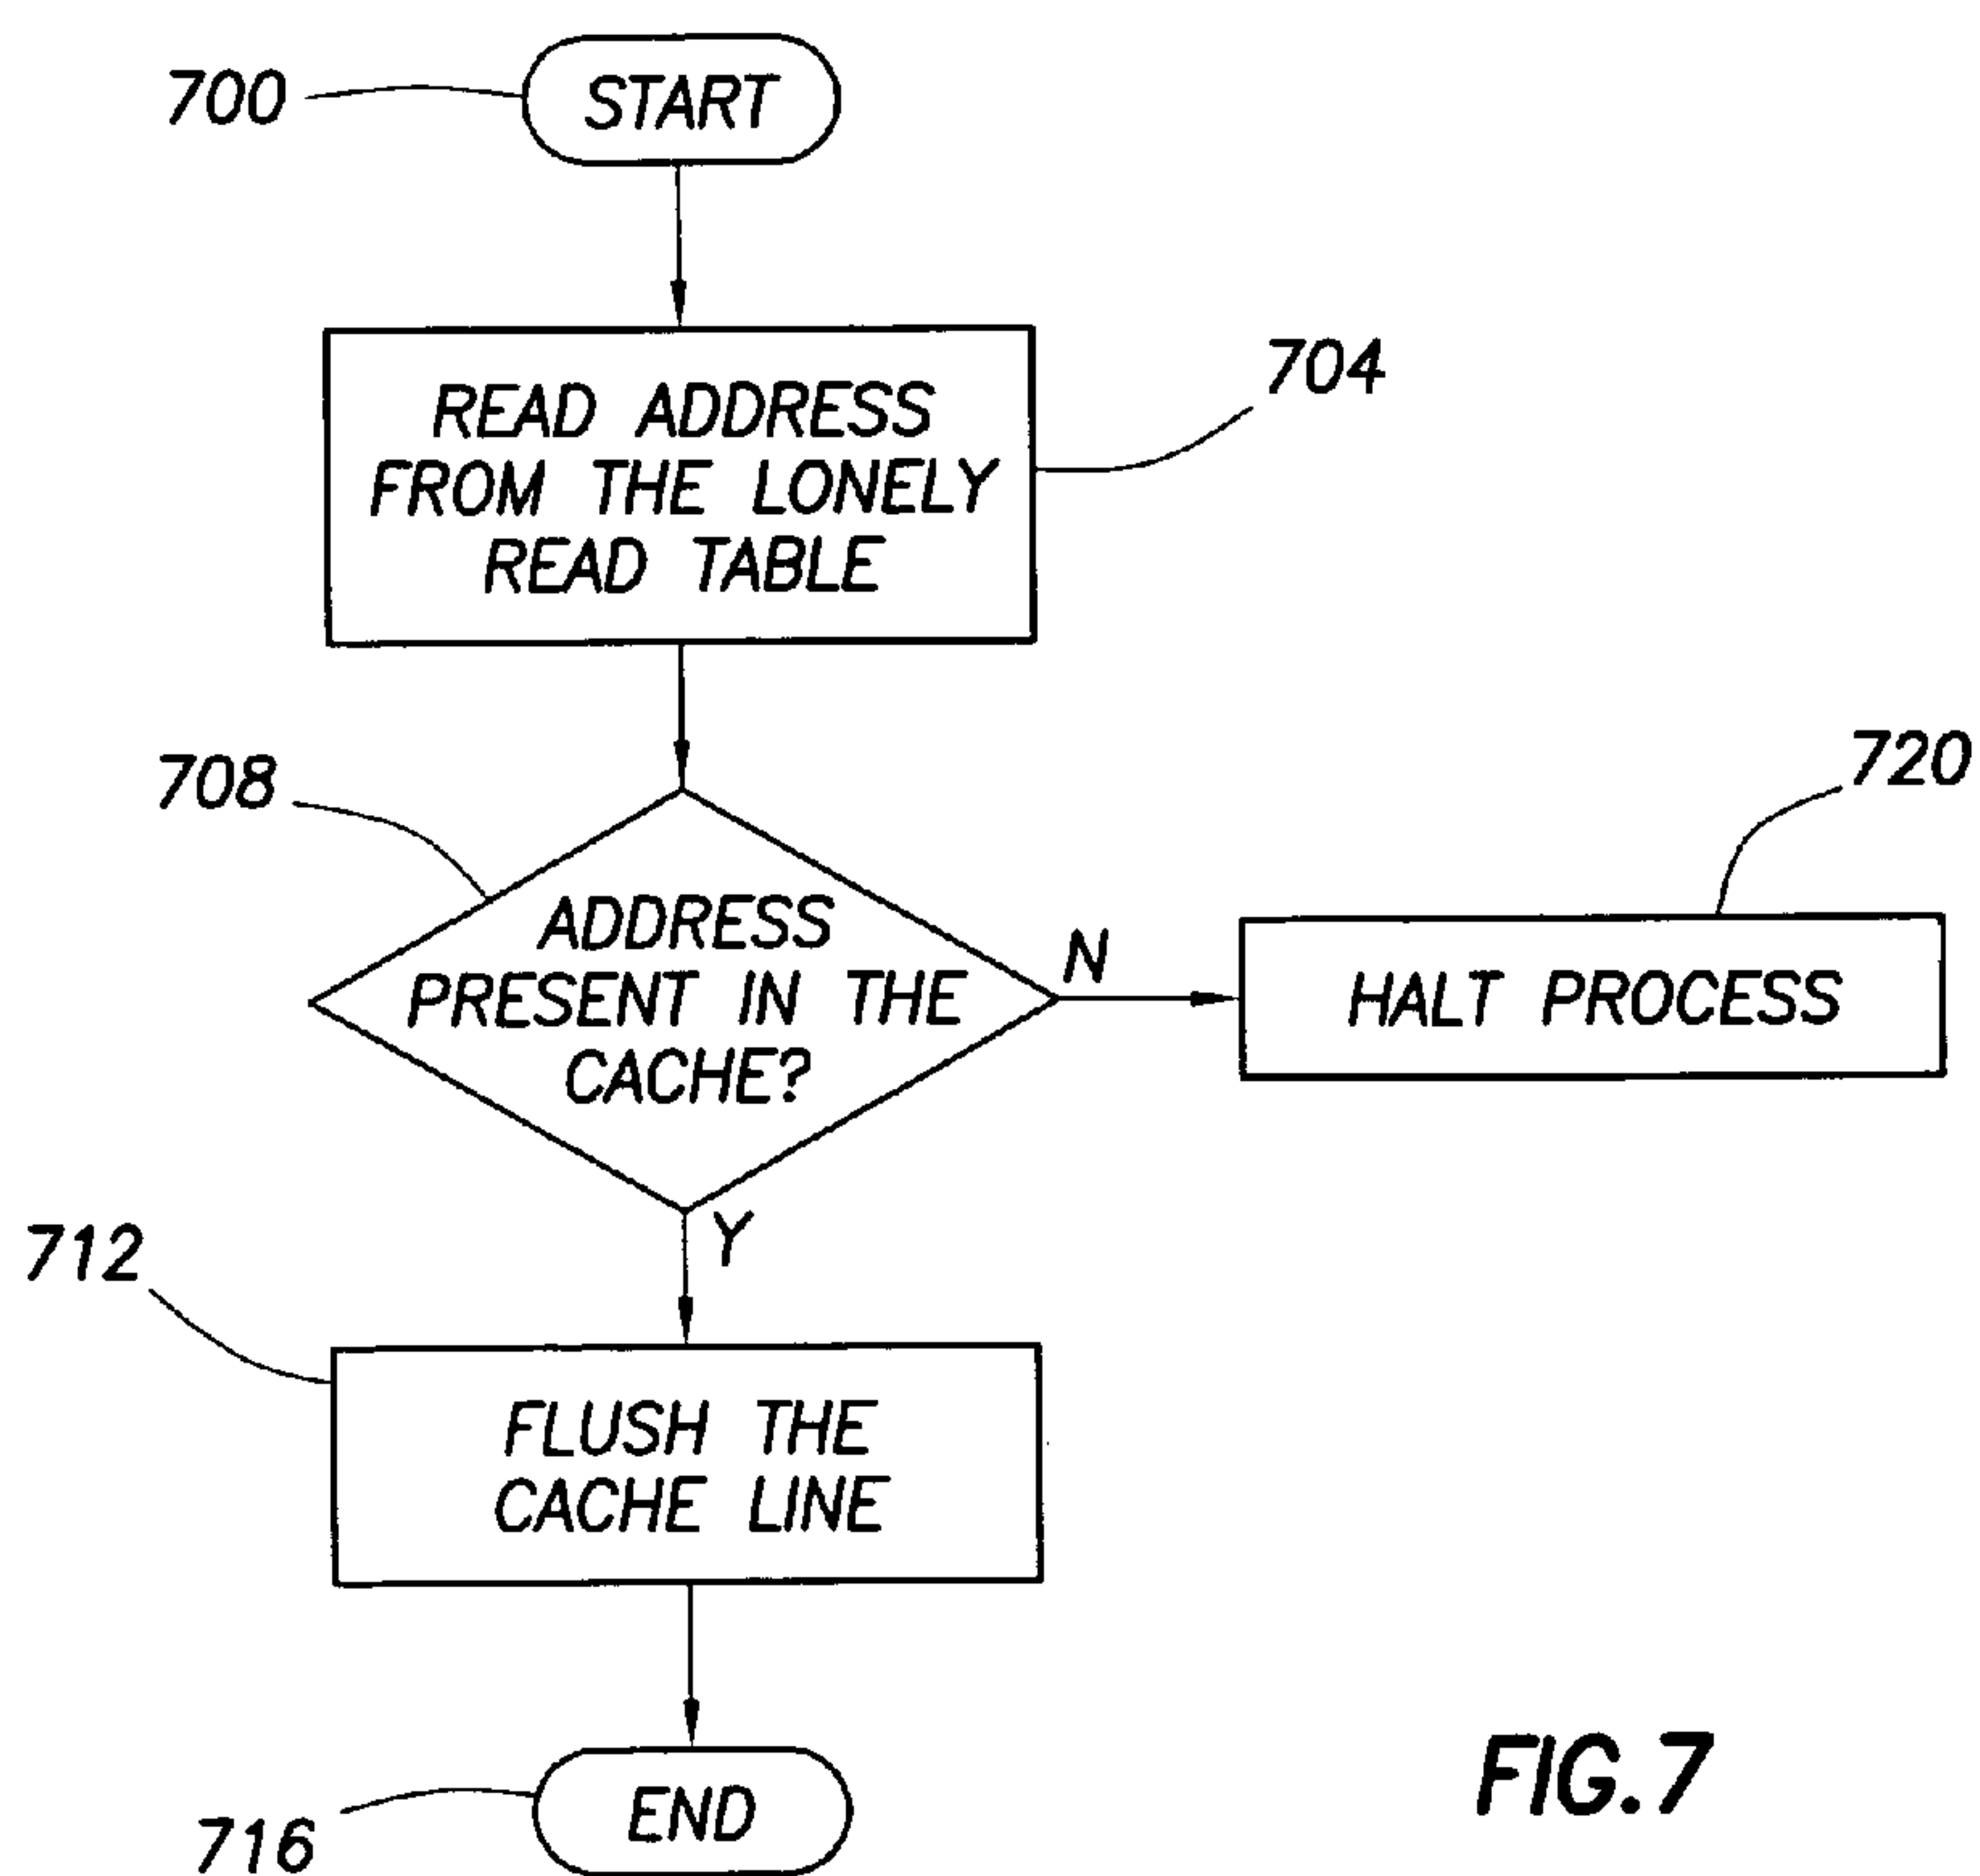 700
START
READ ADDRESS
FROM THE LONELY
READ TABLE
704
708
ADDRESS
PRESENT IN THE
CACHE?
N
720
HALT PROCESS
Y
712
FLUSH THE
CACHE LINE
716
END
FIG.7